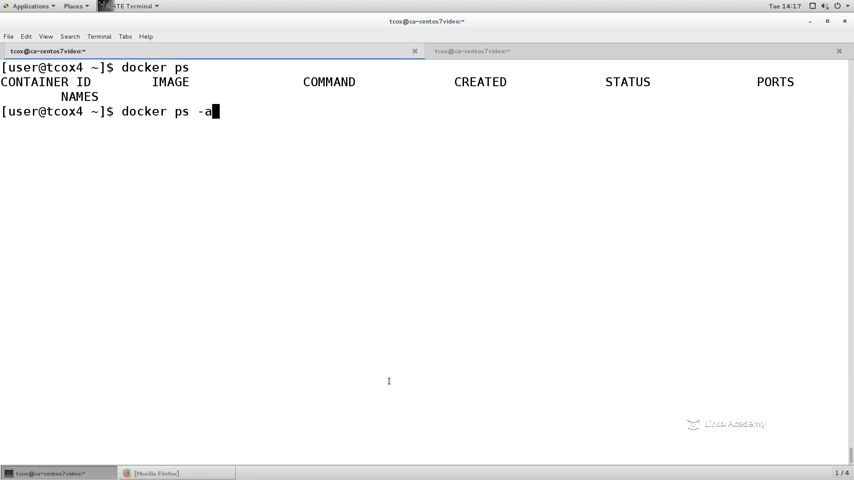 Applications Places MATE Terminal Tue 14:17
tcox@ca-centos7video:~
File Edit View Search Terminal Tabs Help
tcox@ca-centos7video:~ tcox@ca-centos7video:~
[user@tcox4 ~]$ docker ps
CONTAINER ID IMAGE COMMAND CREATED STATUS PORTS
NAMES
[user@tcox4 ~]$ docker ps -a
Linux Academy
tcox@ca-centos7video:~ [Mozilla Firefox] 1 / 4